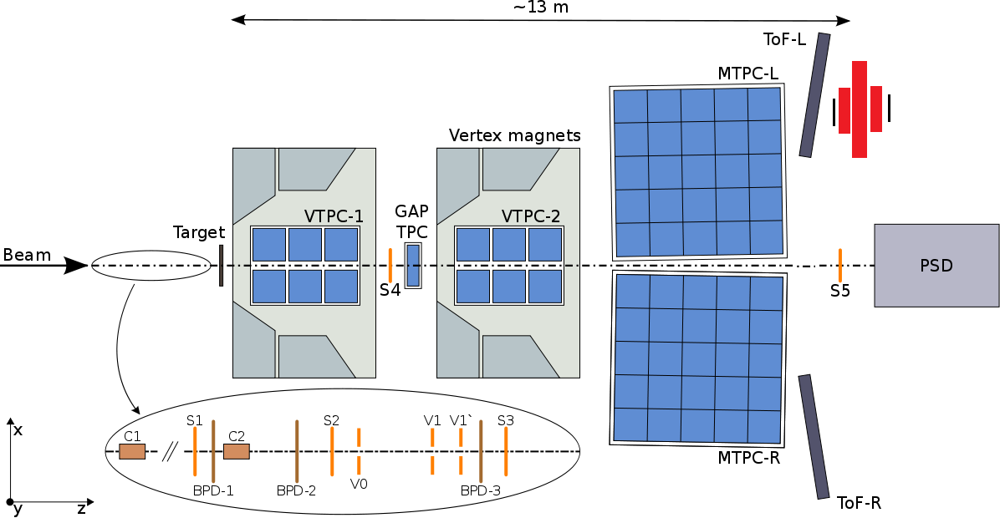 ~13 m
ToF-L
MTPC-L
Vertex magnets
GAP
TPC
VTPC-1
VTPC-2
Target
Beam
S4
S5
PSD
S1
S2
V1
V1`
S3
C1
C2
BPD-1
BPD-2
V0
BPD-3
MTPC-R
ToF-R
x
y
z